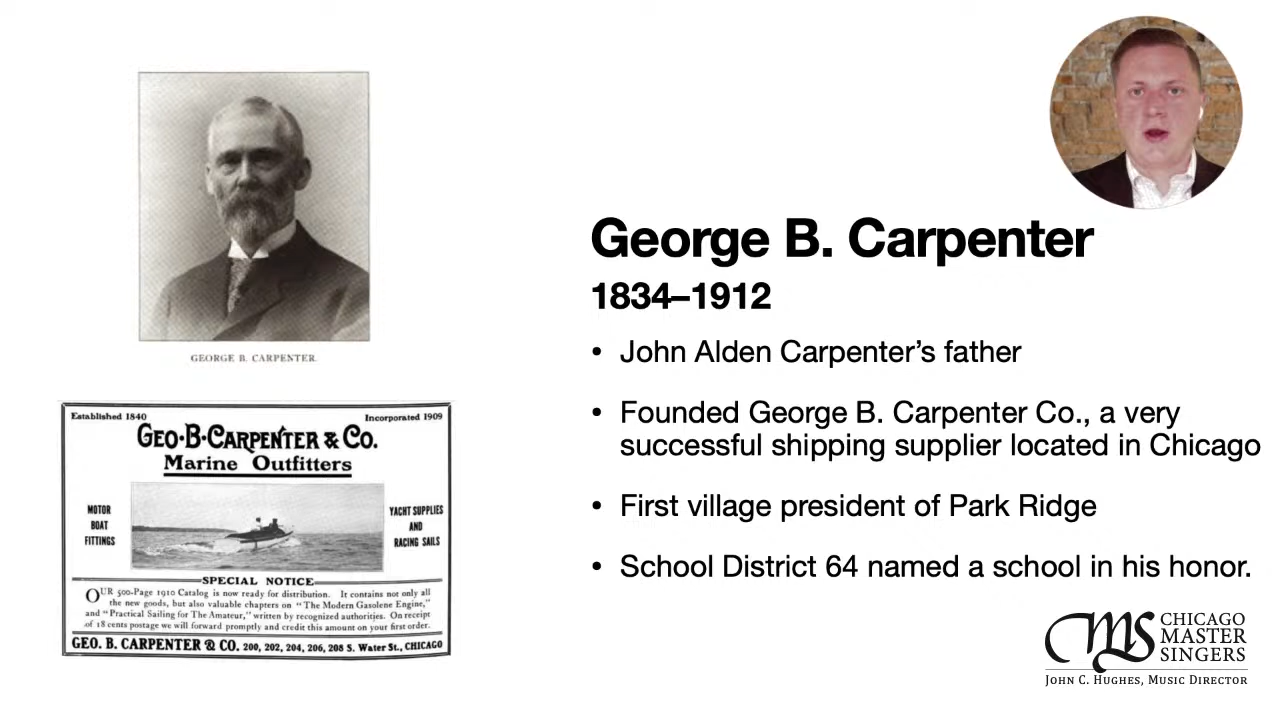 GEORGE B. CARPENTER.
Established 1840
Incorporated 1909
GEO·B·CARPENTER & CO.
Marine Outfitters
MOTOR
BOAT
FITTINGS
YACHT SUPPLIES
AND
RACING SAILS
SPECIAL NOTICE
OUR 500-Page 1910 Catalog is now ready for distribution. It contains not only all
the new goods, but also valuable chapters on "The Modern Gasolene Engine,"
and "Practical Sailing for The Amateur," written by recognized authorities. On receipt
of 18 cents postage we will forward promptly and credit this amount on your first order.
GEO. B. CARPENTER & CO. 200, 202, 204, 206, 208 S. Water St., CHICAGO
George B. Carpenter
1834–1912
• John Alden Carpenter's father
• Founded George B. Carpenter Co., a very
successful shipping supplier located in Chicago
• First village president of Park Ridge
• School District 64 named a school in his honor.
CMS
CHICAGO
MASTER
SINGERS
JOHN C. HUGHES, MUSIC DIRECTOR